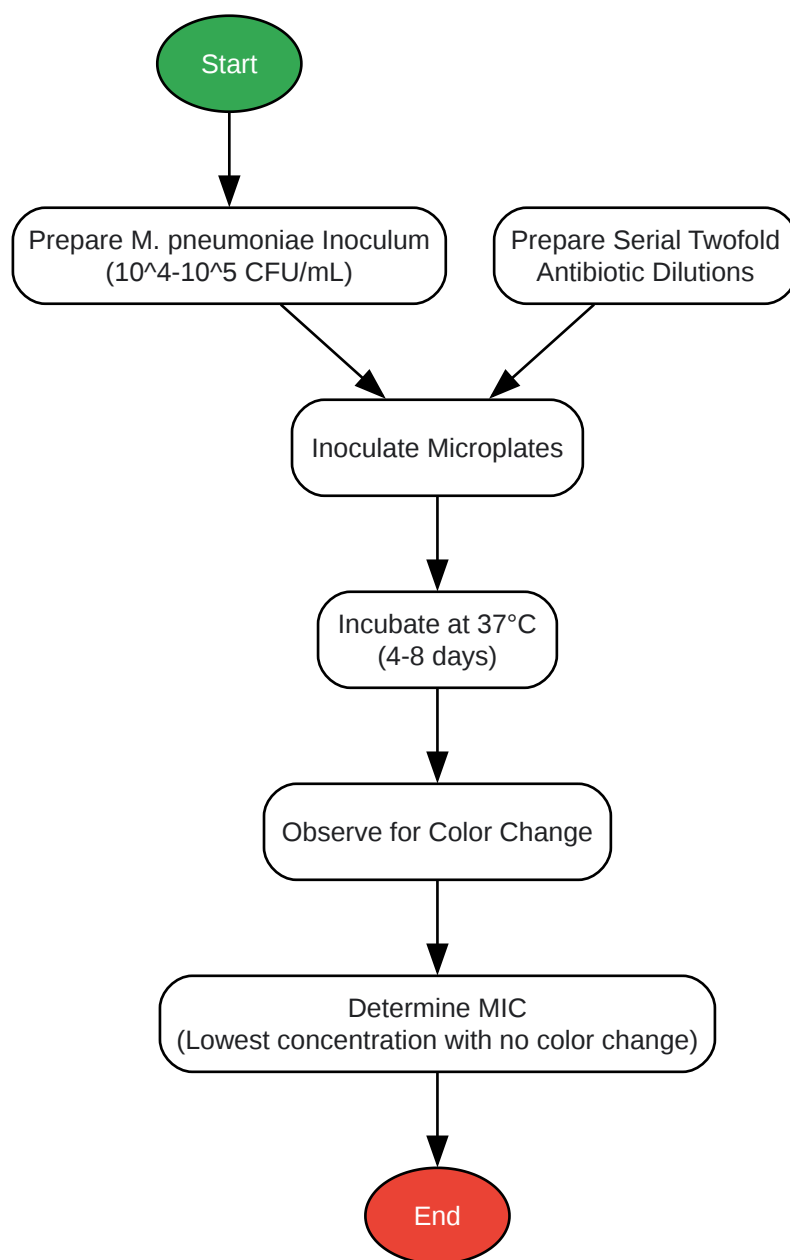 Start
Prepare M. pneumoniae Inoculum
(10^4-10^5 CFU/mL)
Prepare Serial Twofold
Antibiotic Dilutions
Inoculate Microplates
Incubate at 37°C
(4-8 days)
Observe for Color Change
Determine MIC
(Lowest concentration with no color change)
End